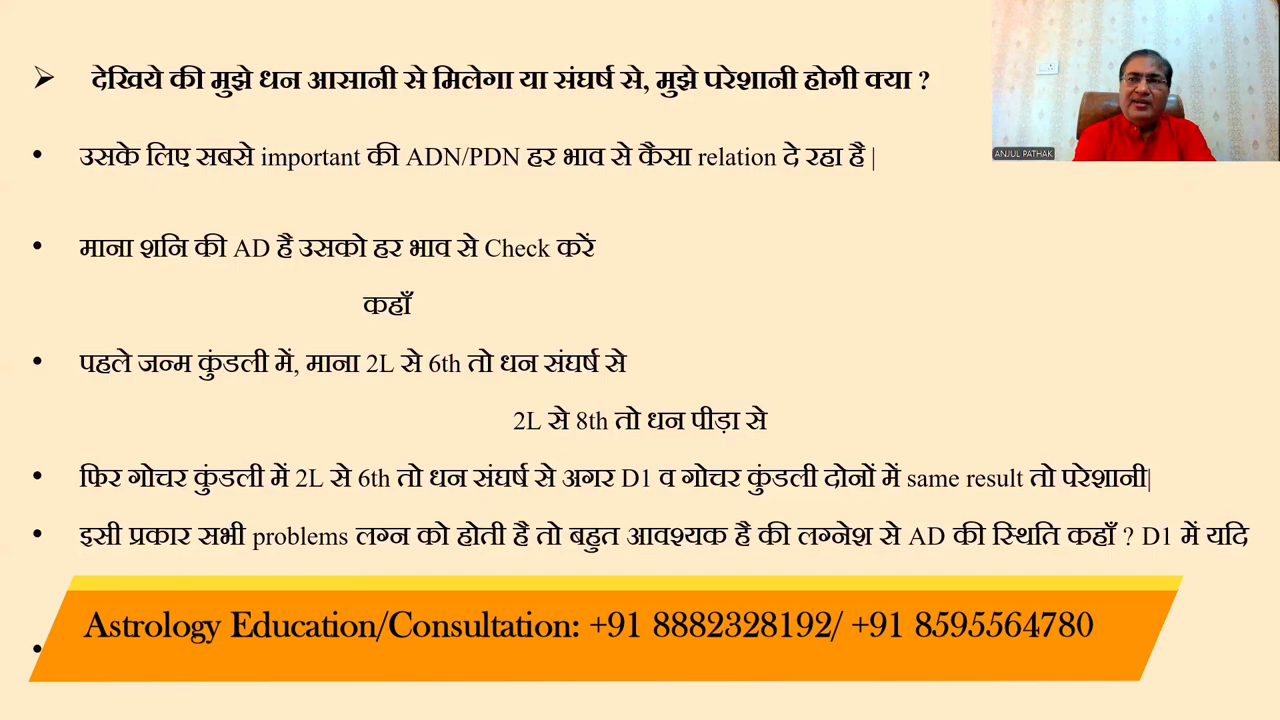 ➢ देखिये की मुझे धन आसानी से मिलेगा या संघर्ष से, मुझे परेशानी होगी क्या ?
ANJUL PATHAK
• उसके लिए सबसे important की ADN/PDN हर भाव से कैसा relation दे रहा है |
• माना शनि की AD है उसको हर भाव से Check करें
कहाँ
• पहले जन्म कुंडली में, माना 2L से 6th तो धन संघर्ष से
2L से 8th तो धन पीड़ा से
• फिर गोचर कुंडली में 2L से 6th तो धन संघर्ष से अगर D1 व गोचर कुंडली दोनों में same result तो परेशानी|
• इसी प्रकार सभी problems लग्न को होती है तो बहुत आवश्यक है की लग्नेश से AD की स्थिति कहाँ ? D1 में यदि
Astrology Education/Consultation: +91 8882328192/ +91 8595564780